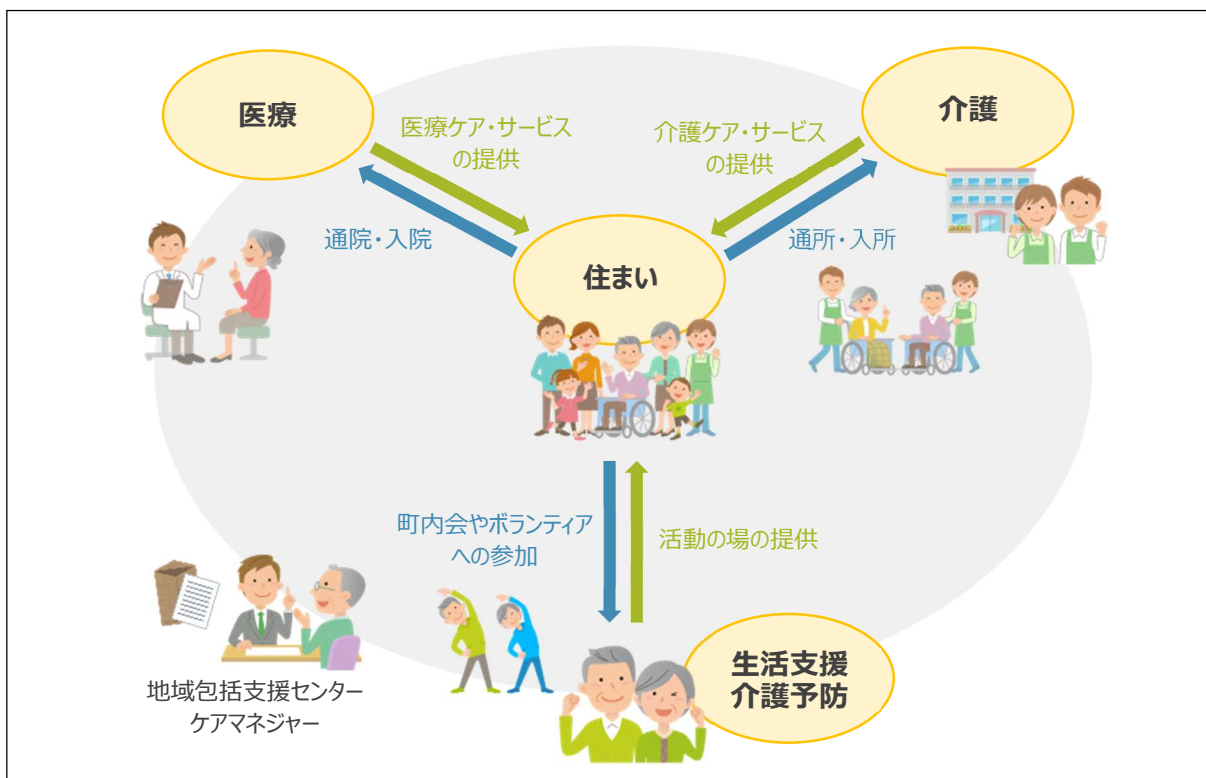 医療
介護
医療ケア・サービス
の提供
介護ケア・サービス
の提供
通院・入院
通所・入所
住まい
町内会やボランティア
への参加
活動の場の提供
生活支援
介護予防
地域包括支援センター
ケアマネジャー